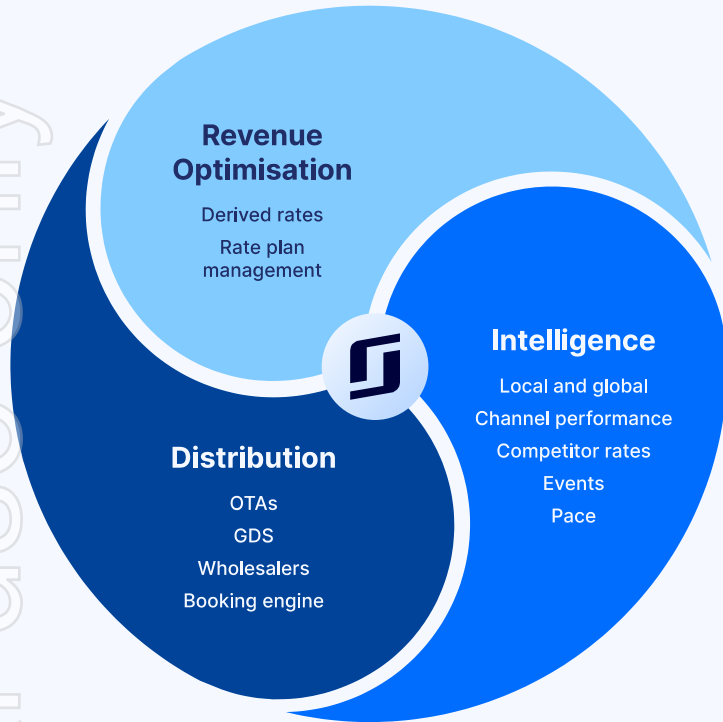 Revenue
Optimisation
Derived rates
Rate plan
management
Intelligence
Local and global
Channel performance
Competitor rates
Events
Pace
Distribution
OTAs
GDS
Wholesalers
Booking engine